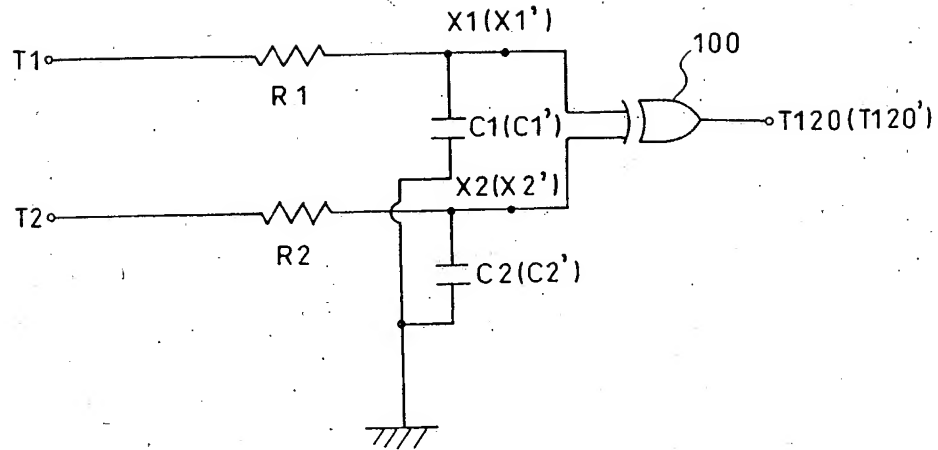 X1(X1')
100
T1
R1
C1(C1')
T120(T120')
X2(X2')
T2
R2
C2(C2')